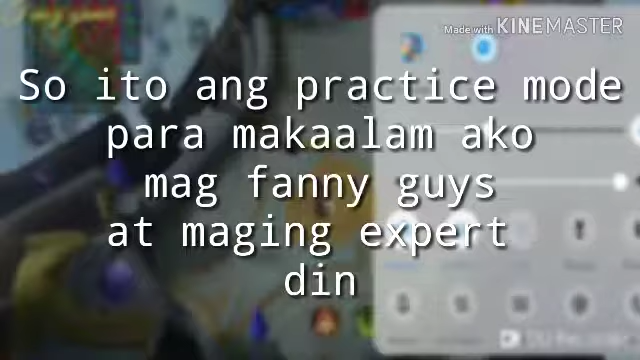 Made with KINEMASTER
So ito ang practice mode
para makaalam ako
mag fanny guys
at maging expert
din